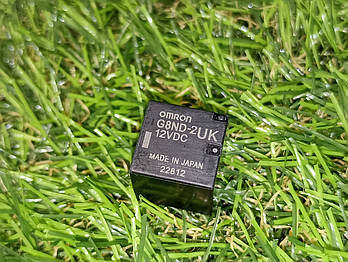 omron
G8ND-2UK
12VDC
MADE IN JAPAN
22812